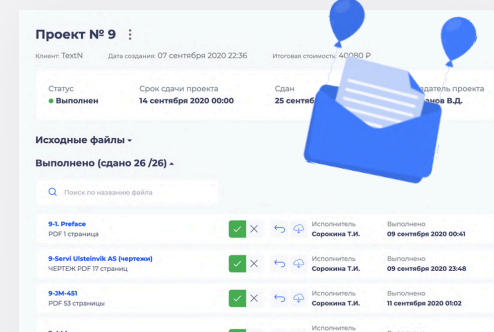 Проект № 9
Клиент: TextN Дата создания: 07 сентября 2020 22:36 Итоговая стоимость: 40080 ₽
Статус Срок сдачи проекта Сдан проекта
Выполнен 14 сентября 2020 00:00 25 В.Д.
Исходные файлы
Выполнено (сдано 26 /26)
Поиск по названию файла
9-1. Preface Исполнитель Выполнено
PDF 1 страница Сорокина Т.И. 09 сентября 2020 00:41
9-Servi Ulsteinvik AS (чертежи) Исполнитель Выполнено
ЧЕРТЕЖ PDF 17 страниц Сорокина Т.И. 09 сентября 2020 23:48
9-JM-451 Исполнитель Выполнено
PDF 53 страницы Сорокина Т.И. 11 сентября 2020 01:02
Исполнитель